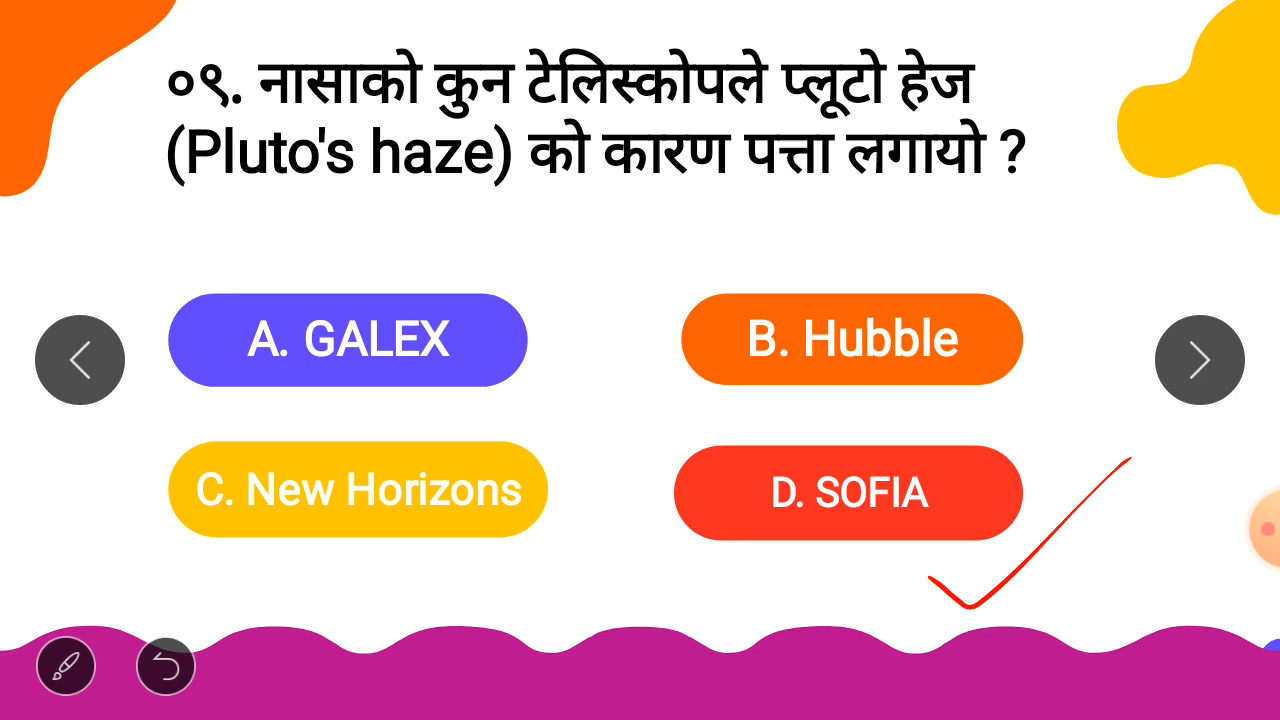 ०९. नासाको कुन टेलिस्कोपले प्लूटो हेज
(Pluto's haze) को कारण पत्ता लगायो ?
A. GALEX
B. Hubble
C. New Horizons
D. SOFIA